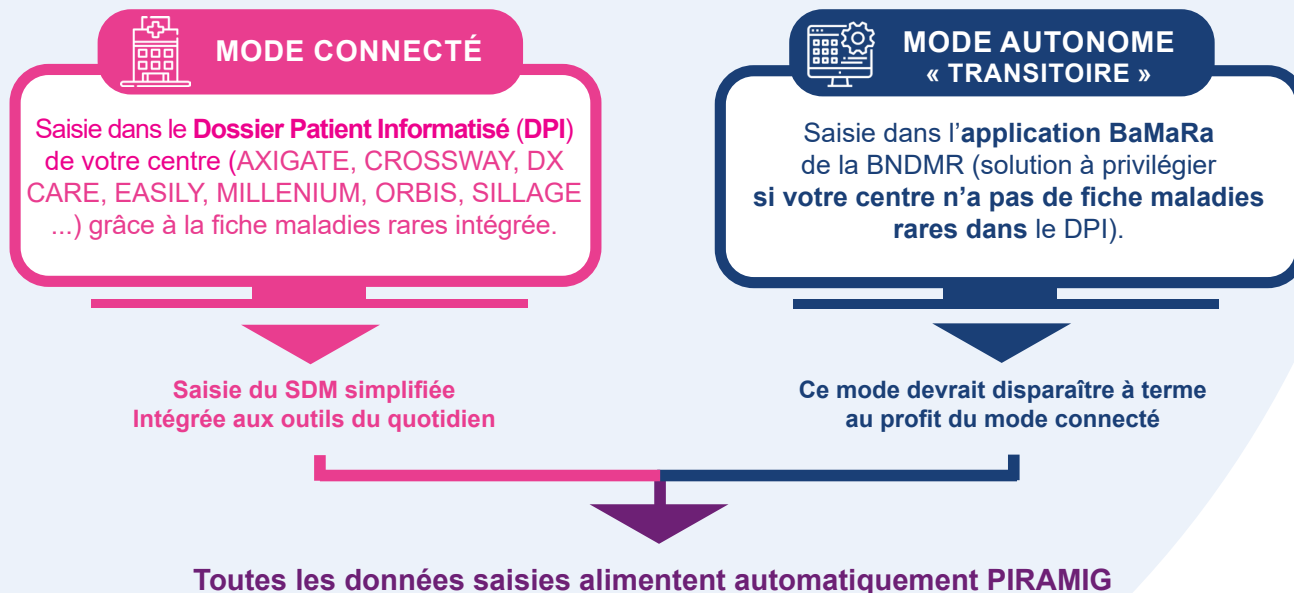 MODE CONNECTÉ
Saisie dans le Dossier Patient Informatisé (DPI)
de votre centre (AXIGATE, CROSSWAY, DX
CARE, EASILY, MILLENIUM, ORBIS, SILLAGE
...) grâce à la fiche maladies rares intégrée.
Saisie du SDM simplifiée
Intégrée aux outils du quotidien
MODE AUTONOME
« TRANSITOIRE »
Saisie dans l'application BaMaRa
de la BNDMR (solution à privilégier
si votre centre n'a pas de fiche maladies
rares dans le DPI).
Ce mode devrait disparaître à terme
au profit du mode connecté
Toutes les données saisies alimentent automatiquement PIRAMIG